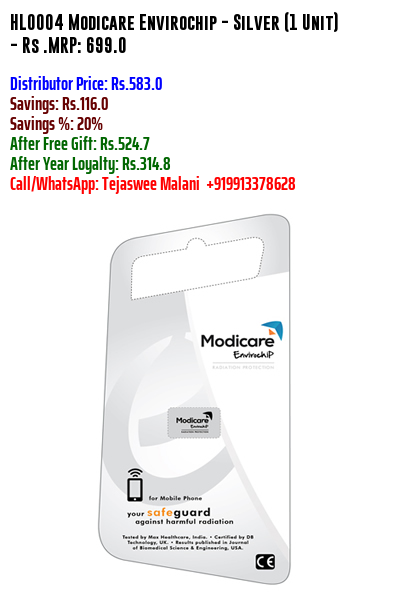 HL0004 Modicare Envirochip - Silver (1 Unit)
- Rs .MRP: 699.0
Distributor Price: Rs.583.0
Savings: Rs.116.0
Savings %: 20%
After Free Gift: Rs.524.7
After Year Loyalty: Rs.314.8
Call/WhatsApp: Tejaswee Malani +919913378628
Modicare
Envirochip
RADIATION PROTECTION
Modicare
Envirochip
RADIATION PROTECTION
for Mobile Phone
your safeguard
against harmful radiation
Tested by Max Healthcare, India. • Certified by DB
Technology, UK. • Results published in Journal
of Biomedical Science & Engineering, USA.
CE